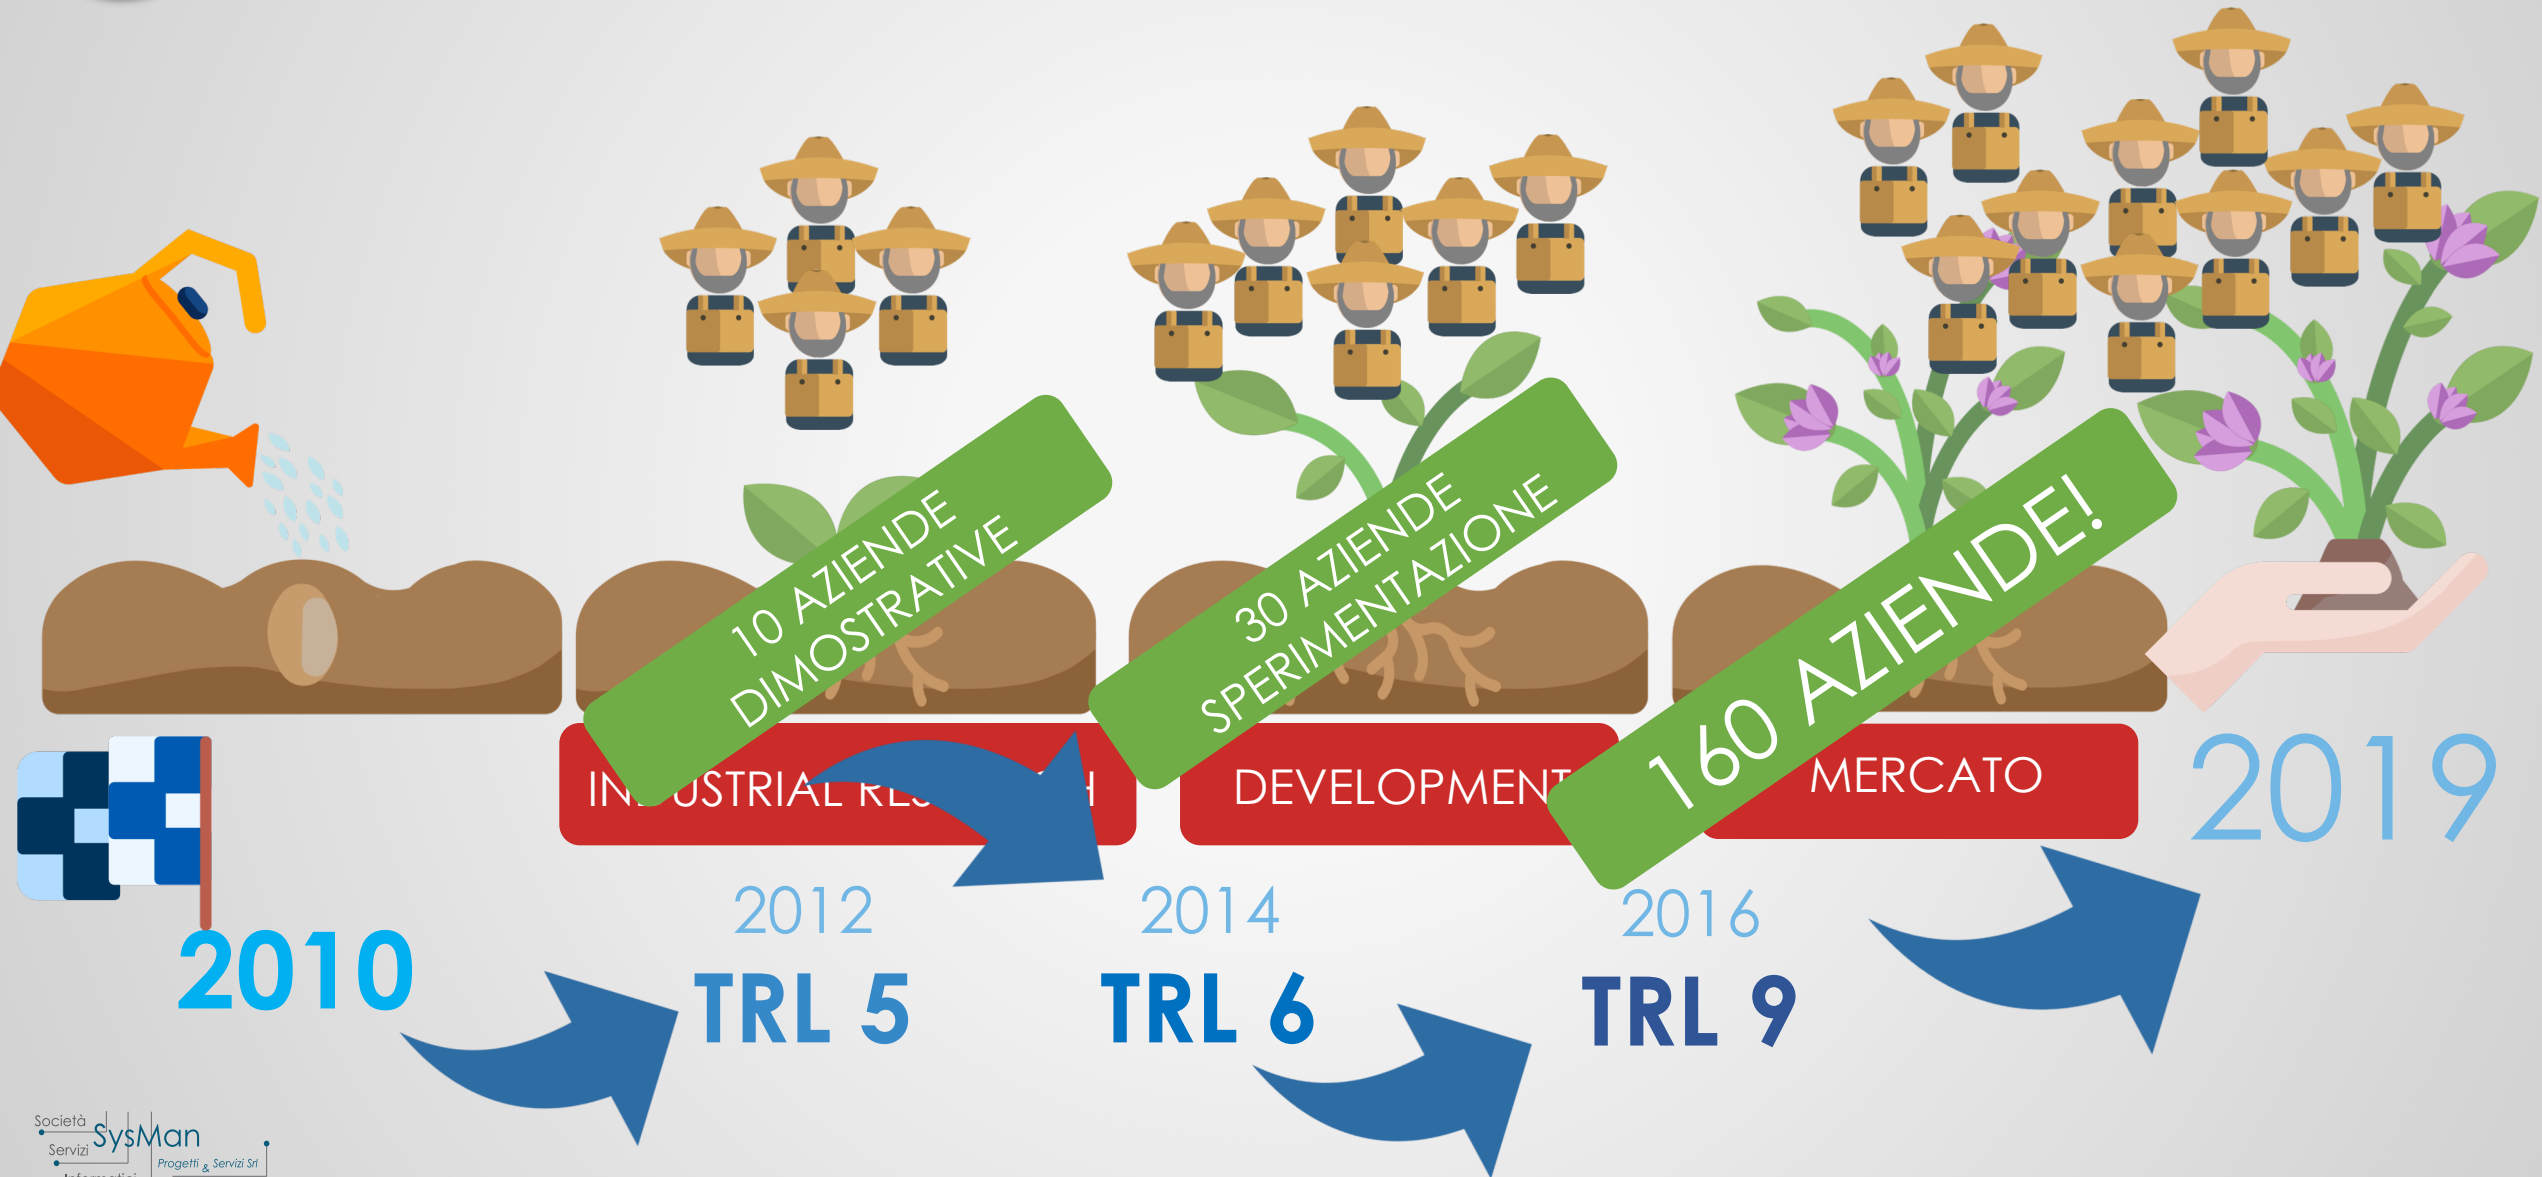 10 AZIENDE
DIMOSTRATIVE
30 AZIENDE
SPERIMENTAZIONE
160 AZIENDE!
INDUSTRIAL
DEVELOPMENT
MERCATO
2019
2010
2012
TRL 5
2014
TRL 6
2016
TRL 9
Società
SysMan
Servizi
Progetti & Servizi Srl